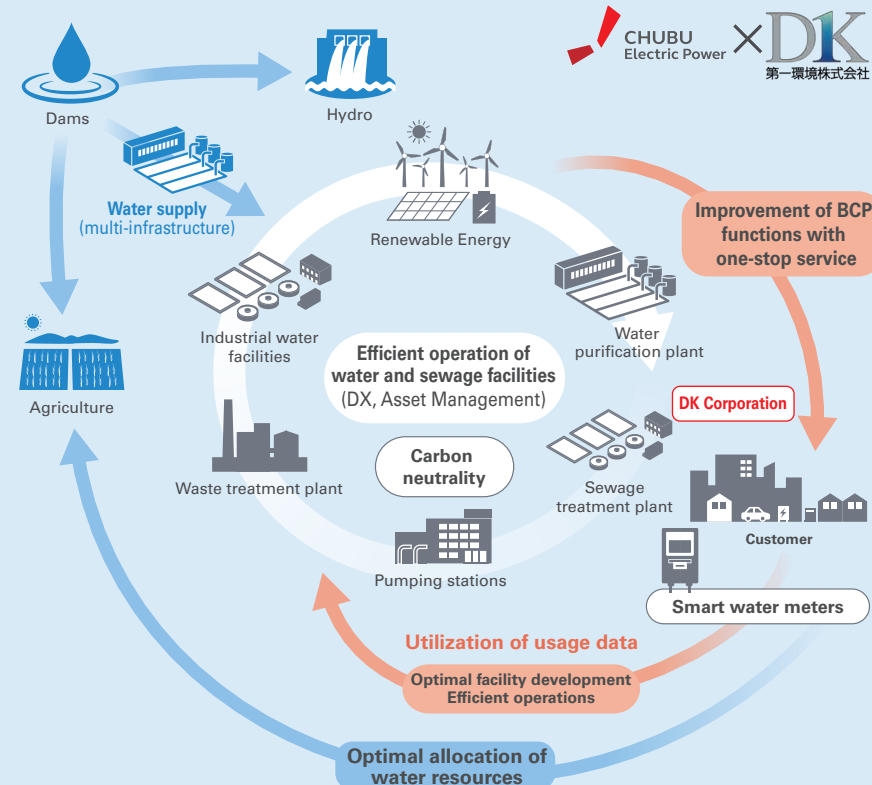 CHUBU
Electric Power
×
DK
第一環境株式会社
Dams
Hydro
Water supply
(multi-infrastructure)
Renewable Energy
Improvement of BCP
functions with
one-stop service
Industrial water
facilities
Water
purification plant
Efficient operation of
water and sewage facilities
(DX, Asset Management)
Agriculture
DK Corporation
Carbon
neutrality
Waste treatment plant
Sewage
treatment plant
Customer
Pumping stations
Smart water meters
Utilization of usage data
Optimal facility development
Efficient operations
Optimal allocation of
water resources